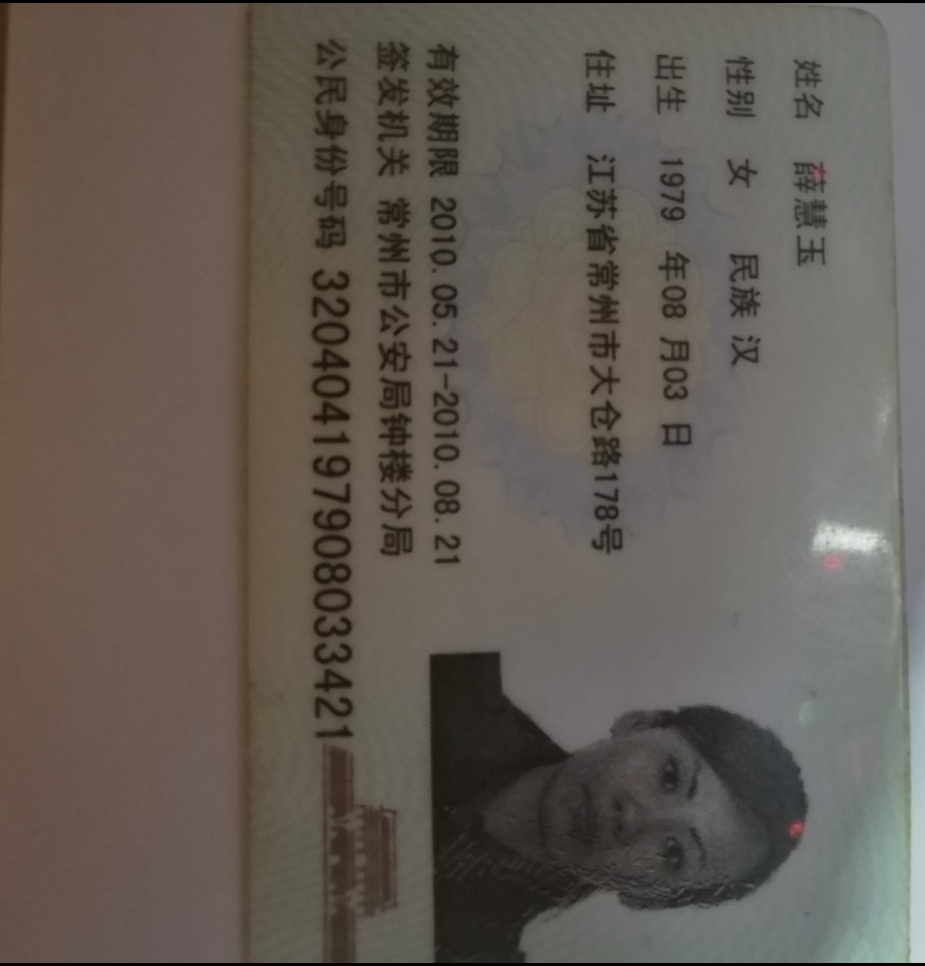 姓名 薛慧玉
性别 女 民族 汉
出生 1979 年08 月03 日
住址 江苏省常州市大仓路178号
有效期限 2010.05.21-2010.08.21
签发机关 常州市公安局钟楼分局
公民身份号码 320404197908033421